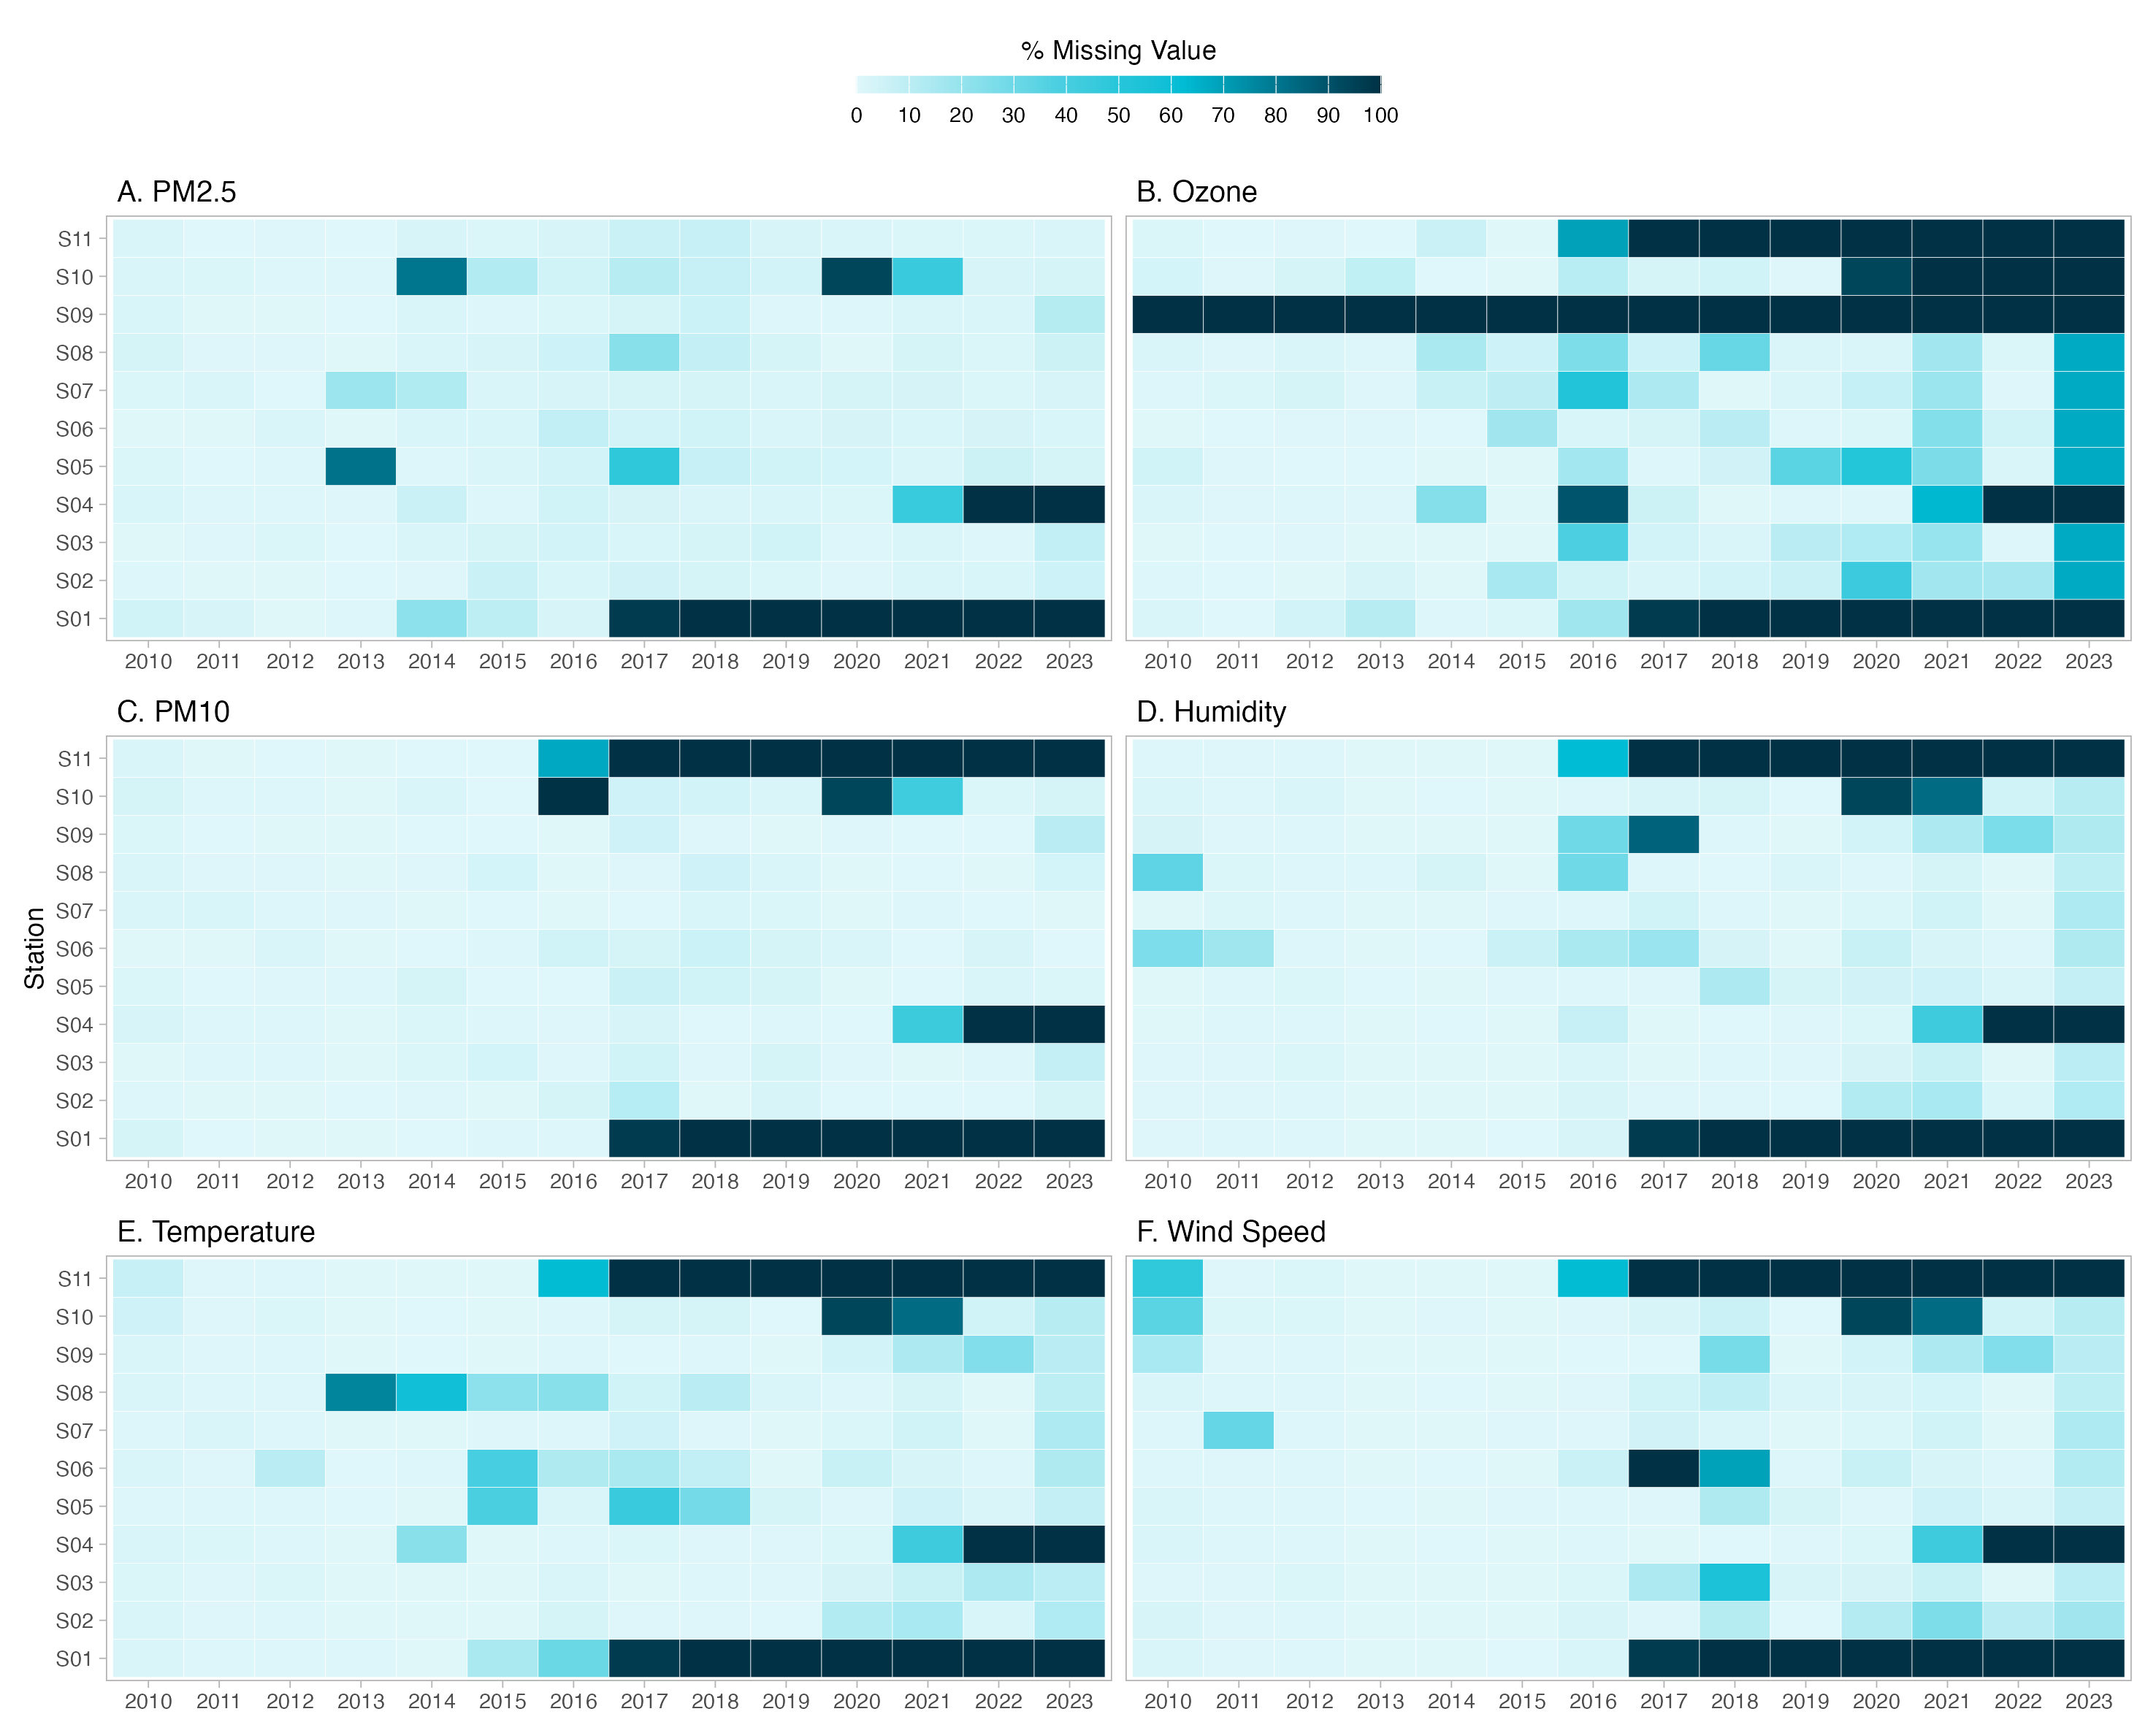 % Missing Value
0 10 20 30 40 50 60 70 80 90 100
A. PM2.5
S11
S10
S09
S08
S07
S06
S05
S04
S03
S02
S01
2010 2011 2012 2013 2014 2015 2016 2017 2018 2019 2020 2021 2022 2023
B. Ozone
2010 2011 2012 2013 2014 2015 2016 2017 2018 2019 2020 2021 2022 2023
Station
C. PM10
S11
S10
S09
S08
S07
S06
S05
S04
S03
S02
S01
2010 2011 2012 2013 2014 2015 2016 2017 2018 2019 2020 2021 2022 2023
D. Humidity
2010 2011 2012 2013 2014 2015 2016 2017 2018 2019 2020 2021 2022 2023
E. Temperature
S11
S10
S09
S08
S07
S06
S05
S04
S03
S02
S01
2010 2011 2012 2013 2014 2015 2016 2017 2018 2019 2020 2021 2022 2023
F. Wind Speed
2010 2011 2012 2013 2014 2015 2016 2017 2018 2019 2020 2021 2022 2023